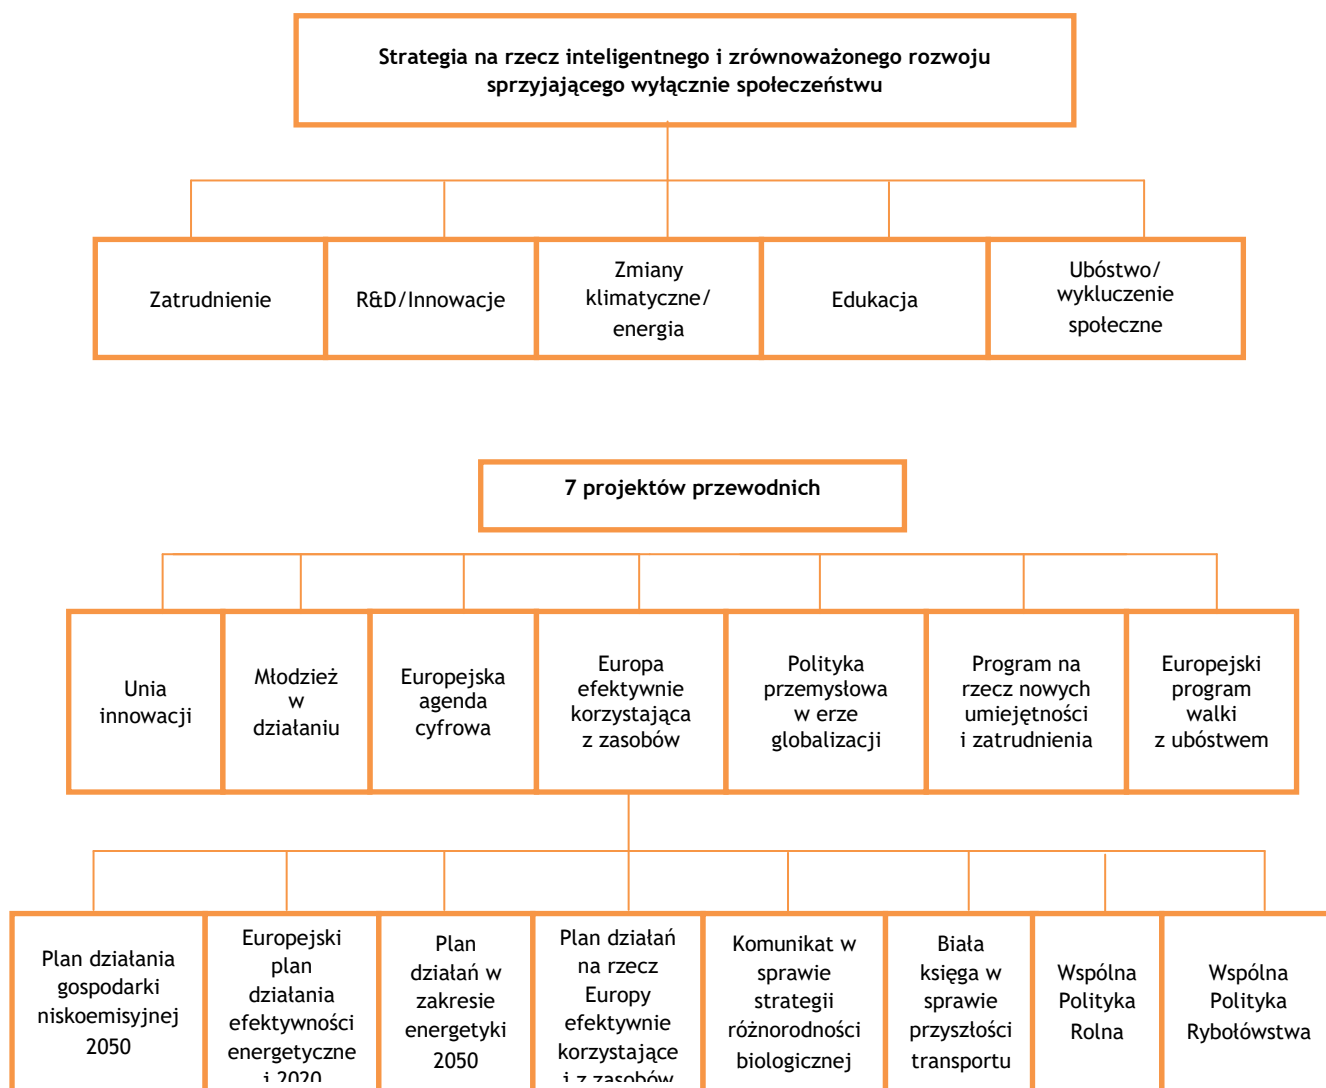 Strategia na rzecz inteligentnego i zrównoważonego rozwoju
sprzyjającego wyłącznie społeczeństwu
Zatrudnienie
R&D/Innowacje
Zmiany
klimatyczne/
energia
Edukacja
Ubóstwo/
wykluczenie
społeczne
7 projektów przewodnich
Unia
innowacji
Młodzież
w
działaniu
Europejska
agenda
cyfrowa
Europa
efektywnie
korzystająca
z zasobów
Polityka
przemysłowa
w erze
globalizacji
Program na
rzecz nowych
umiejętności
i zatrudnienia
Europejski
program
walki
z ubóstwem
Plan działania
gospodarki
niskoemisyjnej
2050
Europejski
plan
działania
efektywności
energetyczne
j 2020
Plan
działań w
zakresie
energetyki
2050
Plan działań
na rzecz
Europy
efektywnie
korzystające
j z zasobów
Komunikat w
sprawie
strategii
różnorodności
biologicznej
Biała
księga w
sprawie
przyszłości
transportu
Wspólna
Polityka
Rolna
Wspólna
Polityka
Rybołówstwa